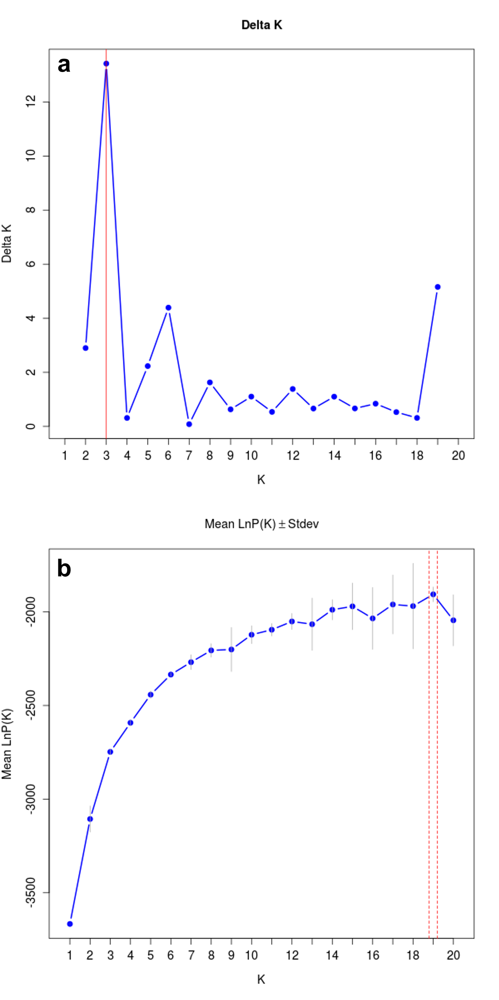 Delta K
a
12
10
8
6
4
2
0
Delta K
1 2 3 4 5 6 7 8 9 10 12 14 16 18 20
K
Mean LnP(K) ± Stdev
b
-2000
-2500
-3000
-3500
Mean LnP(K)
1 2 3 4 5 6 7 8 9 10 12 14 16 18 20
K